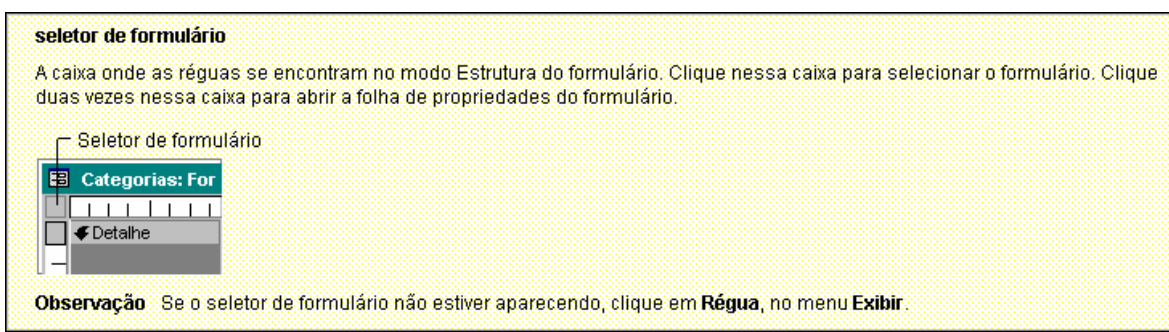 seletor de formulário
A caixa onde as réguas se encontram no modo Estrutura do formulário. Clique nessa caixa para selecionar o formulário. Clique
duas vezes nessa caixa para abrir a folha de propriedades do formulário.
Seletor de formulário
Categorias: For
Detalhe
Observação Se o seletor de formulário não estiver aparecendo, clique em Régua, no menu Exibir.